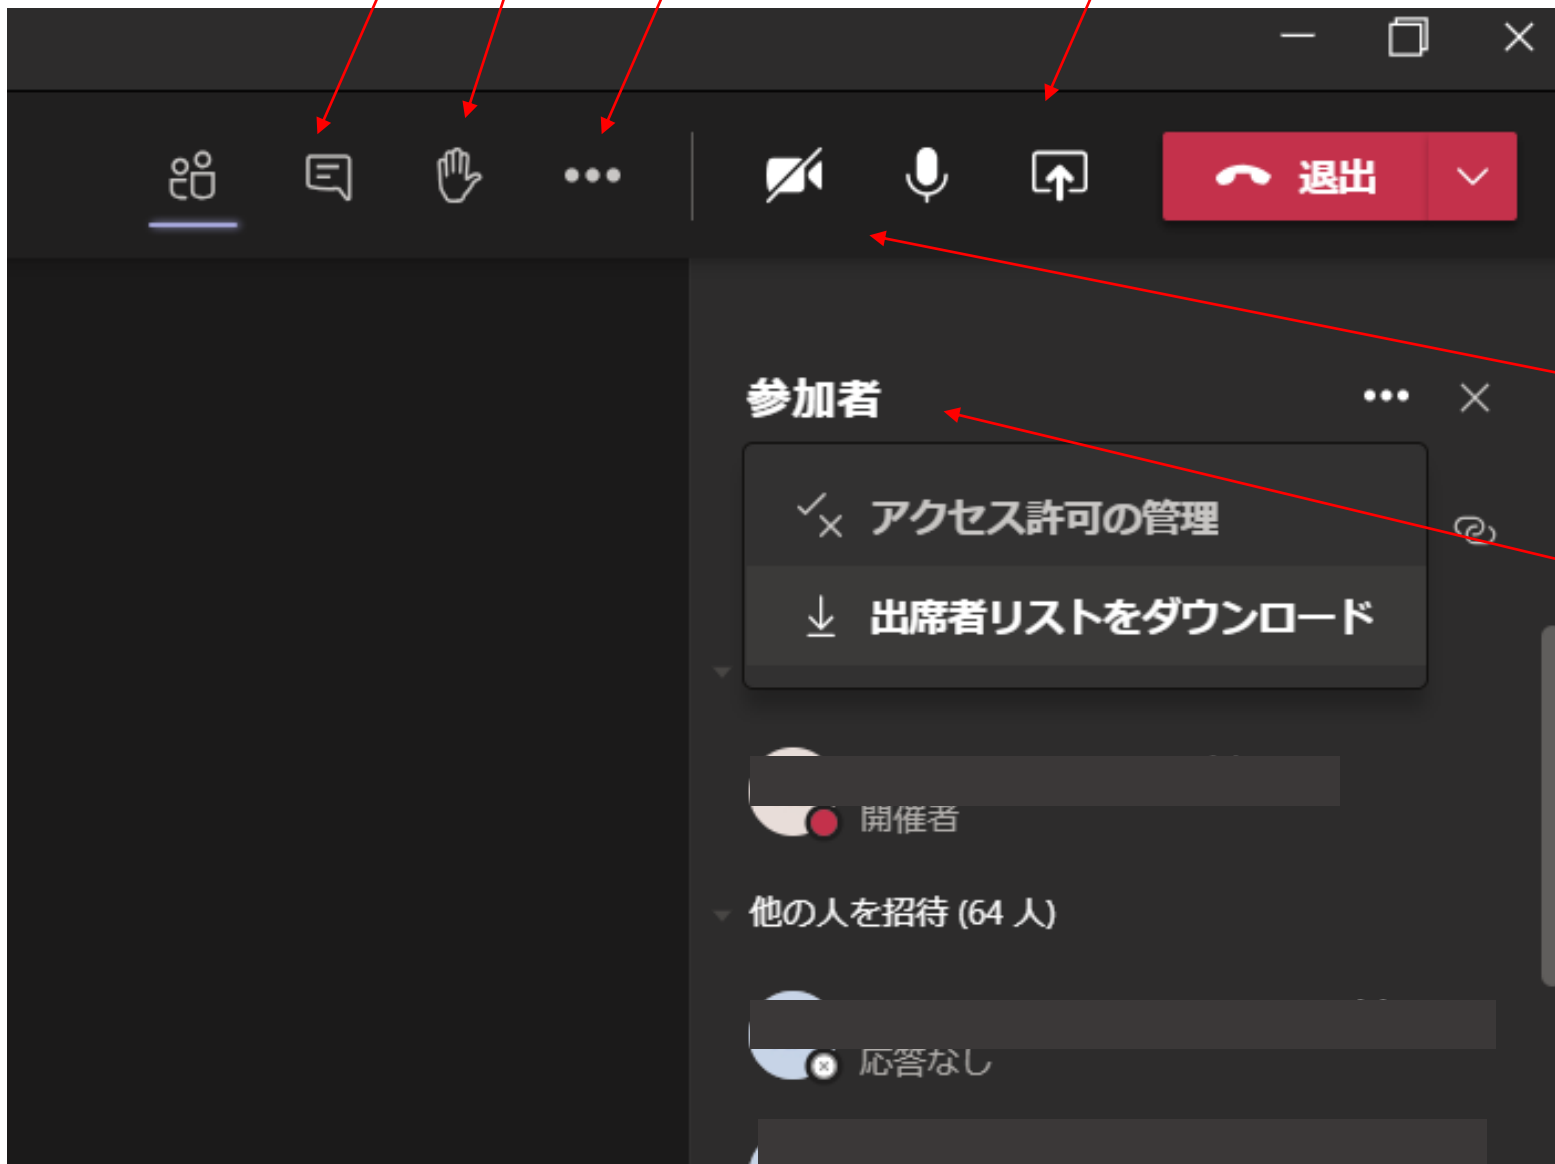 退出
参加者
アクセス許可の管理
出席者リストをダウンロード
開催者
他の人を招待 (64 人)
応答なし